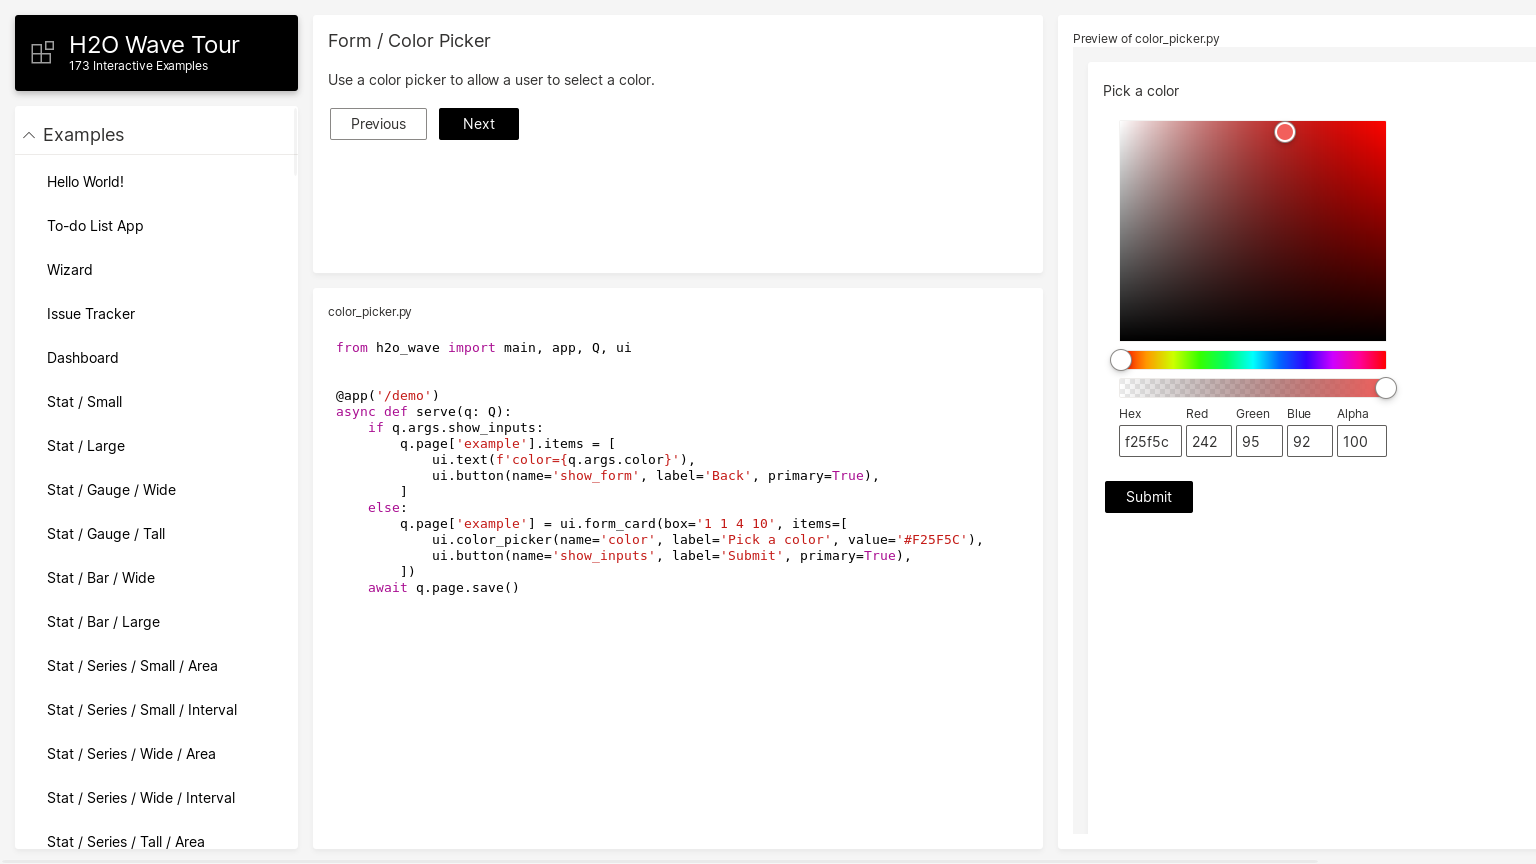 H2O Wave Tour
173 Interactive Examples
Examples
Hello World!
To-do List App
Wizard
Issue Tracker
Dashboard
Stat / Small
Stat / Large
Stat / Gauge / Wide
Stat / Gauge / Tall
Stat / Bar / Wide
Stat / Bar / Large
Stat / Series / Small / Area
Stat / Series / Small / Interval
Stat / Series / Wide / Area
Stat / Series / Wide / Interval
Stat / Series / Tall / Area
Form / Color Picker
Use a color picker to allow a user to select a color.
Previous Next
color_picker.py
from h2o_wave import main, app, Q, ui
@app('/demo')
async def serve(q: Q):
    if q.args.show_inputs:
        q.page['example'].items = [
            ui.text(f'color={q.args.color}'),
            ui.button(name='show_form', label='Back', primary=True),
        ]
    else:
        q.page['example'] = ui.form_card(box='1 1 4 10', items=[
            ui.color_picker(name='color', label='Pick a color', value='#F25F5C'),
            ui.button(name='show_inputs', label='Submit', primary=True),
        ])
    await q.page.save()
Preview of color_picker.py
Pick a color
Hex Red Green Blue Alpha
f25f5c 242 95 92 100
Submit